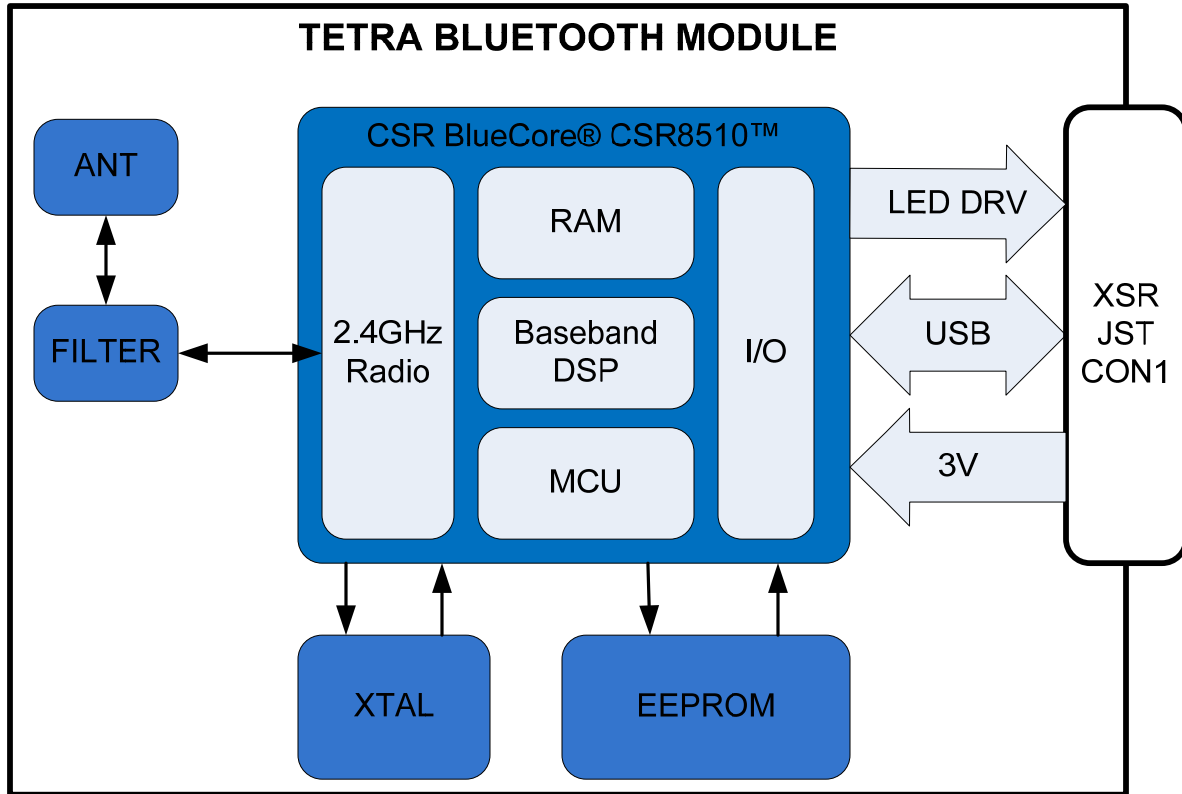 TETRA BLUETOOTH MODULE
CSR BlueCore® CSR8510™
ANT
FILTER
2.4GHz
Radio
RAM
Baseband
DSP
MCU
I/O
LED DRV
USB
3V
XSR
JST
CON1
XTAL
EEPROM